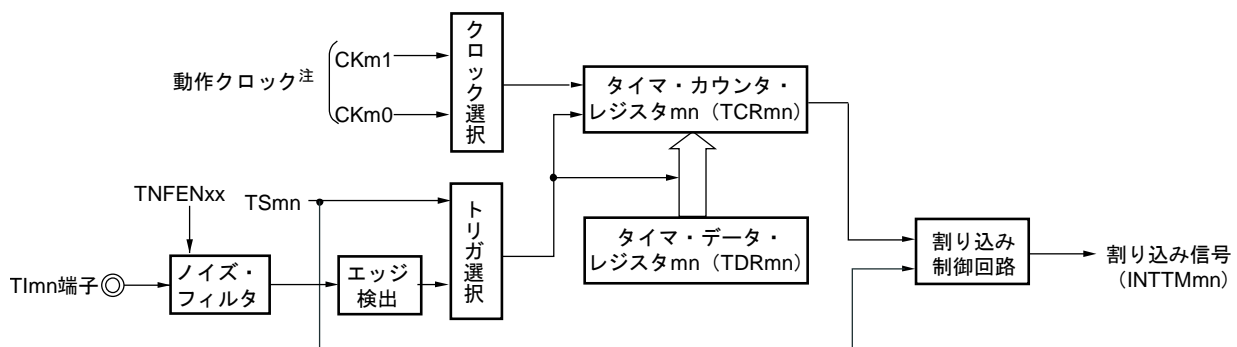 動作クロック注
CKm1
CKm0
クロック選択
タイマ・カウンタ・
レジスタmn（TCRmn）
TNFENxx
TSmn
トリガ選択
タイマ・データ・
レジスタmn（TDRmn）
割り込み
制御回路
割り込み信号
（INTTMmn）
TImn端子
ノイズ・
フィルタ
エッジ
検出